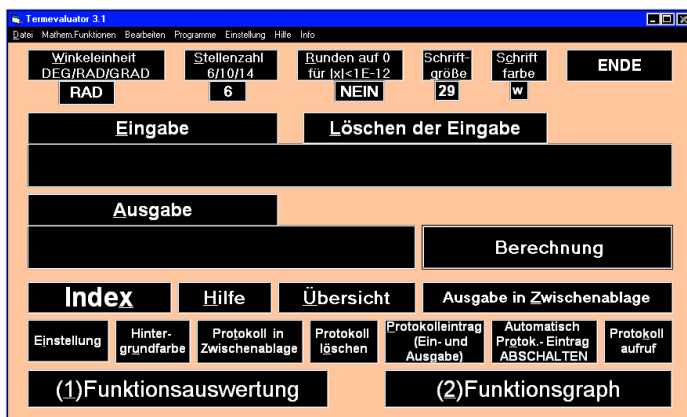 Termevaluator 3.1
Datei Mathem.Funktionen Bearbeiten Programme Einstellung Hilfe Info
Winkeleinheit
DEG/RAD/GRAD
RAD
Stellenzahl
6/10/14
6
Runden auf 0
für |x|<1E-12
NEIN
Schrift-
größe
29
Schrift
farbe
w
ENDE
Eingabe
Löschen der Eingabe
Ausgabe
Berechnung
Index
Hilfe
Übersicht
Ausgabe in Zwischenablage
Einstellung
Hinter-
grundfarbe
Protokoll in
Zwischenablage
Protokoll
löschen
Protokolleintrag
(Ein- und
Ausgabe)
Automatisch
Protok.- Eintrag
ABSCHALTEN
Protokoll
aufruf
(1)Funktionsauswertung
(2)Funktionsgraph